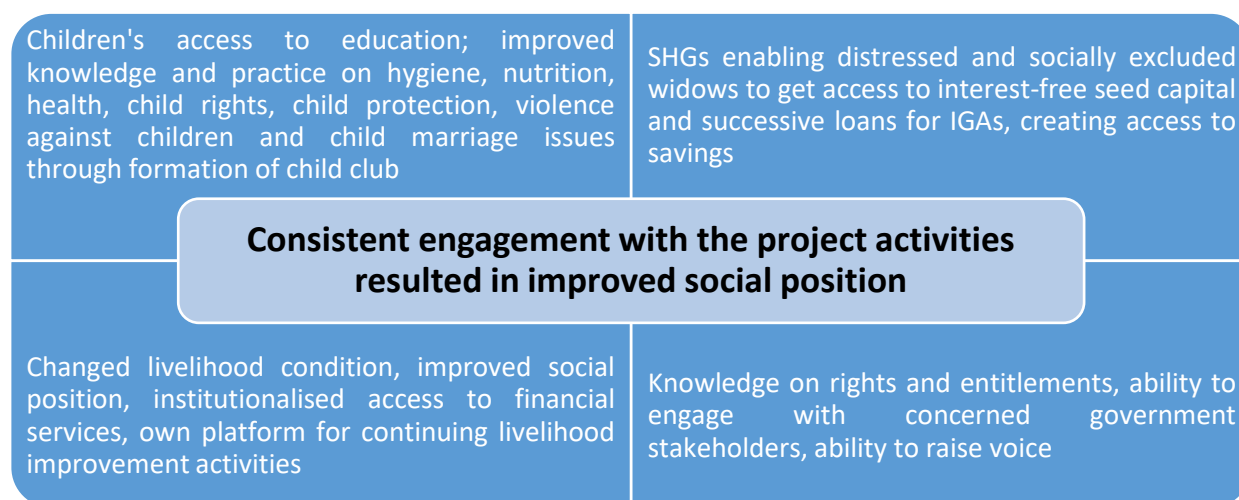 Children's access to education; improved
knowledge and practice on hygiene, nutrition,
health, child rights, child protection, violence
against children and child marriage issues
through formation of child club
SHGs enabling distressed and socially excluded
widows to get access to interest-free seed capital
and successive loans for IGAs, creating access to
savings
Consistent engagement with the project activities
resulted in improved social position
Changed livelihood condition, improved social
position, institutionalised access to financial
services, own platform for continuing livelihood
improvement activities
Knowledge on rights and entitlements, ability to
engage with concerned government
stakeholders, ability to raise voice